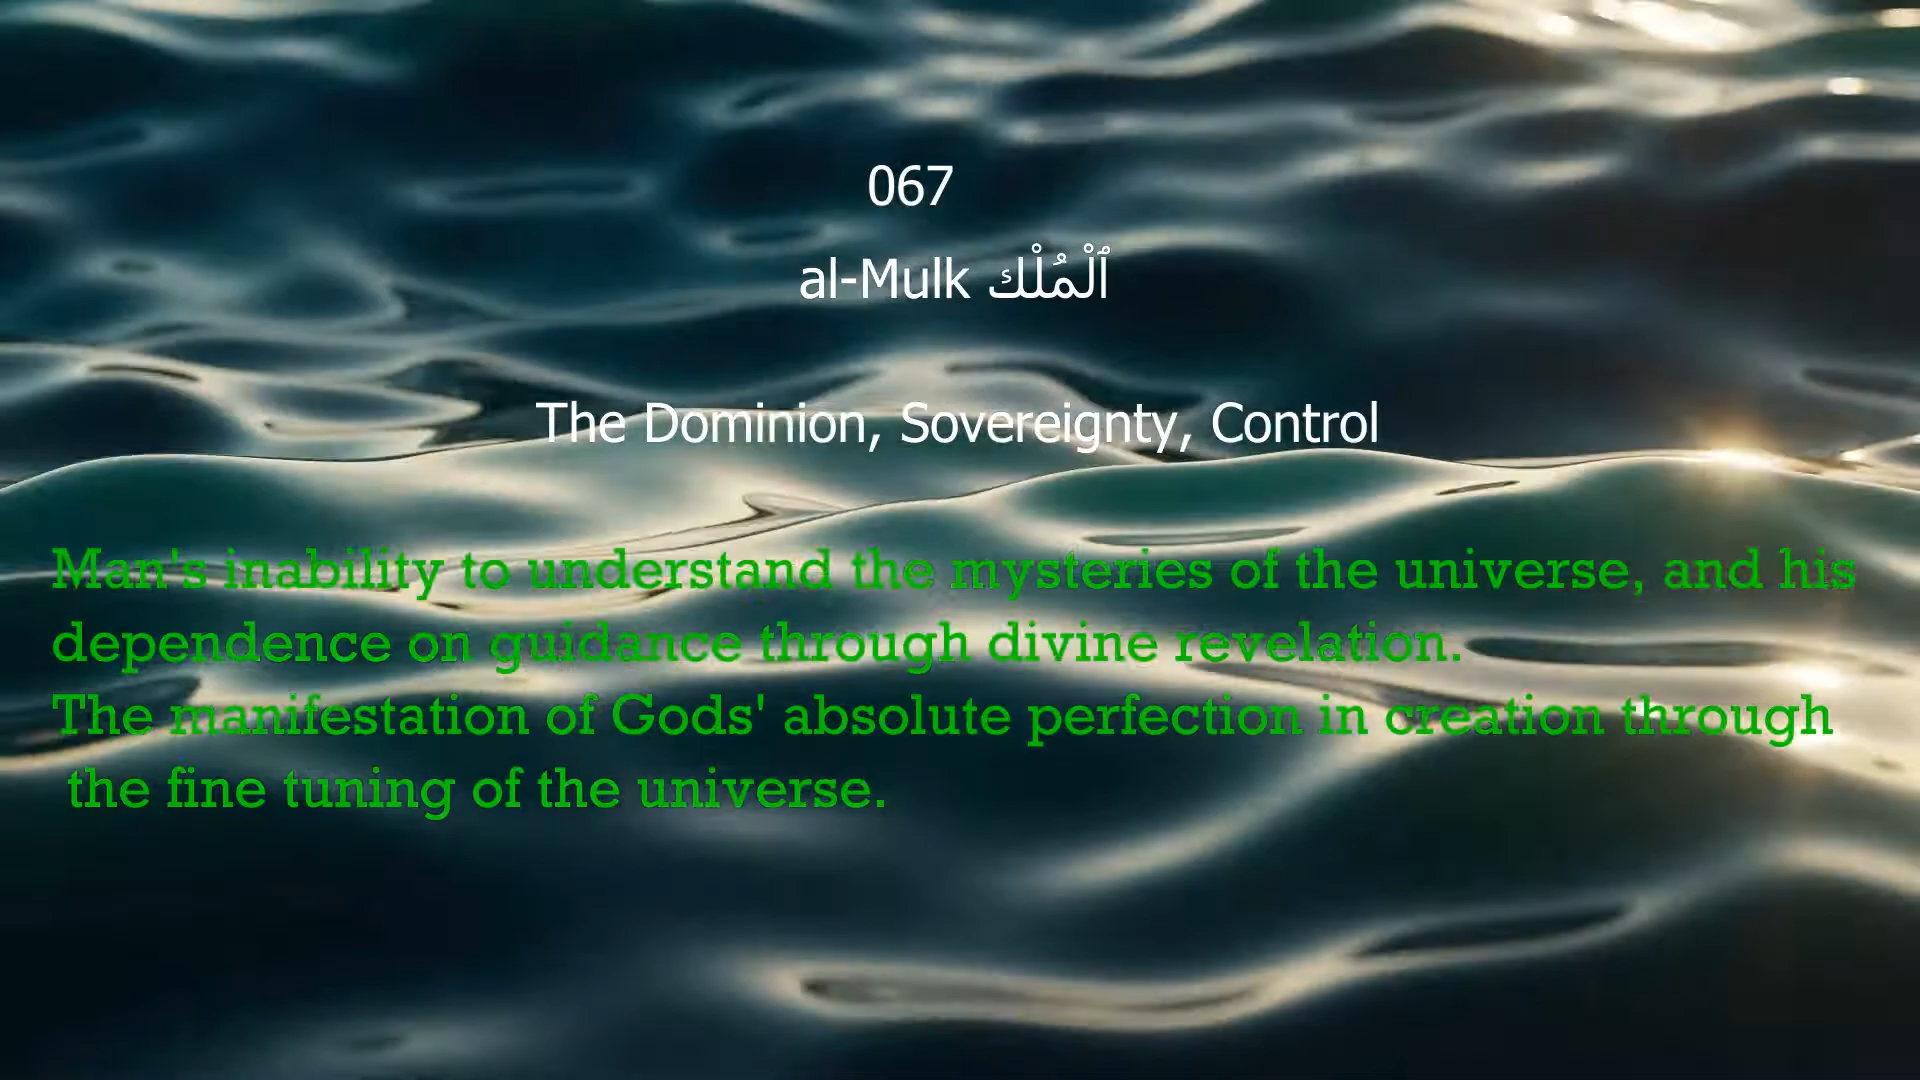 067
al-Mulk ٱلْمُلْك
The Dominion, Sovereignty, Control
Man's inability to understand the mysteries of the universe, and his
dependence on guidance through divine revelation.
The manifestation of Gods' absolute perfection in creation through
the fine tuning of the universe.